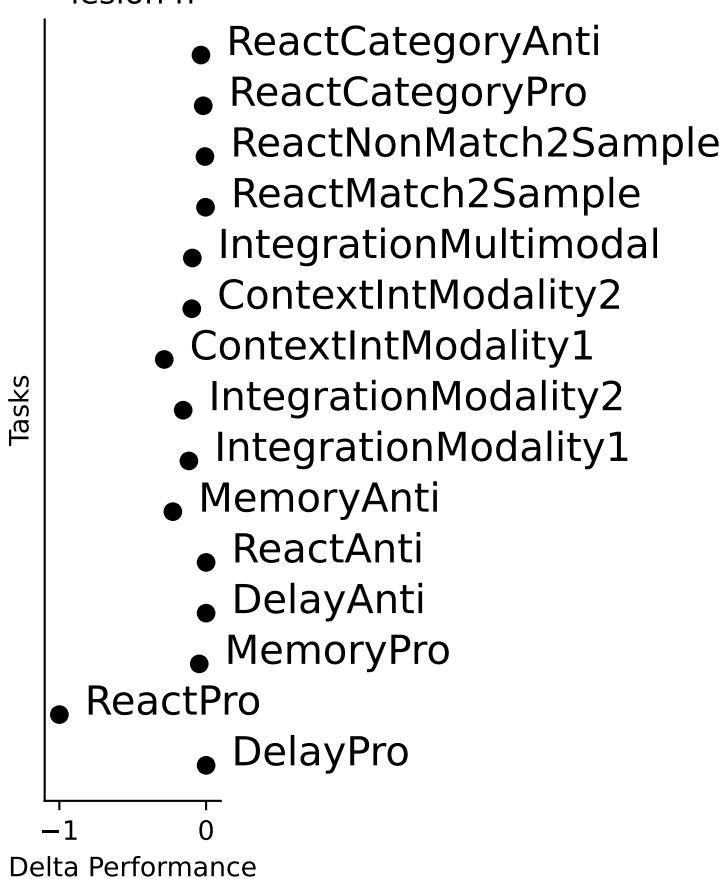 ReactCategoryAnti
ReactCategoryPro
ReactNonMatch2Sample
ReactMatch2Sample
IntegrationMultimodal
ContextIntModality2
ContextIntModality1
IntegrationModality2
IntegrationModality1
MemoryAnti
ReactAnti
DelayAnti
MemoryPro
ReactPro
DelayPro
Tasks
−1 0
Delta Performance